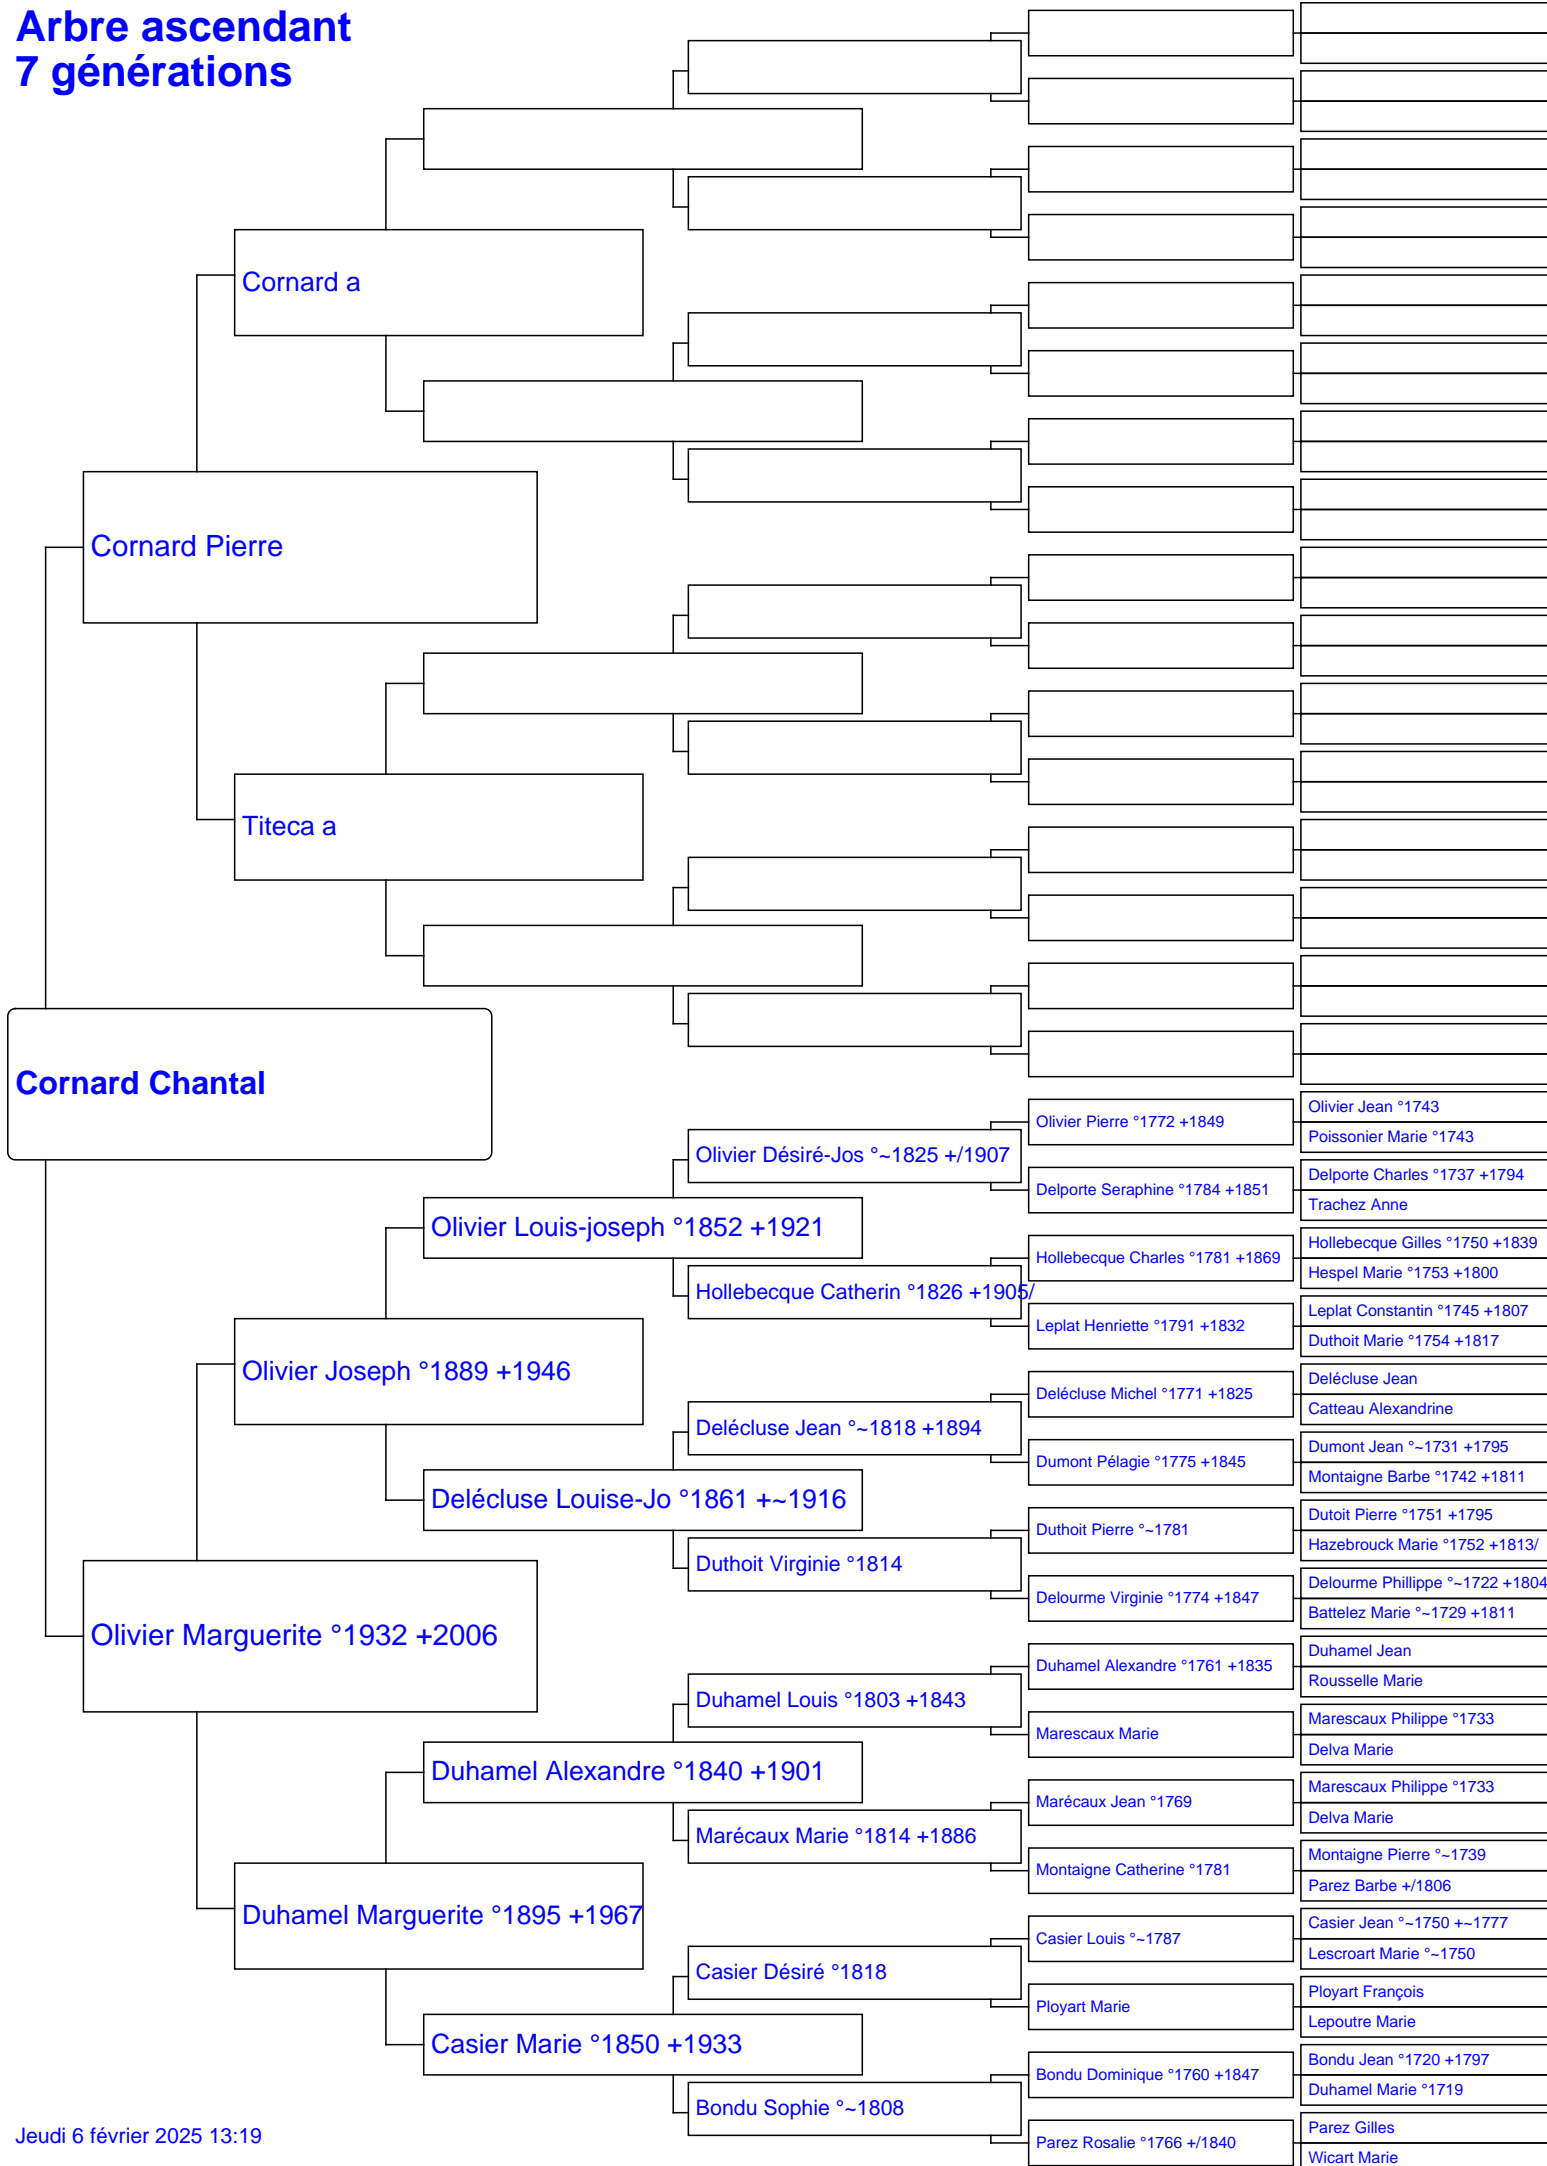 Arbre ascendant
7 générations
Cornard a
Cornard Pierre
Titeca a
Cornard Chantal
Olivier Jean °1743
Olivier Pierre °1772 +1849
Poissonier Marie °1743
Olivier Désiré-Jos °~1825 +/1907
Delporte Charles °1737 +1794
Delporte Seraphine °1784 +1851
Trachez Anne
Olivier Louis-joseph °1852 +1921
Hollebecque Gilles °1750 +1839
Hollebecque Charles °1781 +1869
Hespel Marie °1753 +1800
Hollebecque Catherin °1826 +1905/
Leplat Constantin °1745 +1807
Leplat Henriette °1791 +1832
Duthoit Marie °1754 +1817
Olivier Joseph °1889 +1946
Delécluse Jean
Delécluse Michel °1771 +1825
Catteau Alexandrine
Delécluse Jean °~1818 +1894
Dumont Jean °~1731 +1795
Dumont Pélagie °1775 +1845
Montaigne Barbe °1742 +1811
Delécluse Louise-Jo °1861 +~1916
Dutoit Pierre °1751 +1795
Duthoit Pierre °~1781
Hazebrouck Marie °1752 +1813/
Duthoit Virginie °1814
Delourme Phillippe °~1722 +1804
Delourme Virginie °1774 +1847
Battelez Marie °~1729 +1811
Olivier Marguerite °1932 +2006
Duhamel Jean
Duhamel Alexandre °1761 +1835
Rousselle Marie
Duhamel Louis °1803 +1843
Marescaux Philippe °1733
Marescaux Marie
Delva Marie
Duhamel Alexandre °1840 +1901
Marescaux Philippe °1733
Marécaux Jean °1769
Delva Marie
Marécaux Marie °1814 +1886
Montaigne Pierre °~1739
Montaigne Catherine °1781
Parez Barbe +/1806
Duhamel Marguerite °1895 +1967
Casier Jean °~1750 +~1777
Casier Louis °~1787
Lescroart Marie °~1750
Casier Désiré °1818
Ployart François
Ployart Marie
Lepoutre Marie
Casier Marie °1850 +1933
Bondu Jean °1720 +1797
Bondu Dominique °1760 +1847
Duhamel Marie °1719
Bondu Sophie °~1808
Parez Gilles
Parez Rosalie °1766 +/1840
Wicart Marie
Jeudi 6 février 2025 13:19